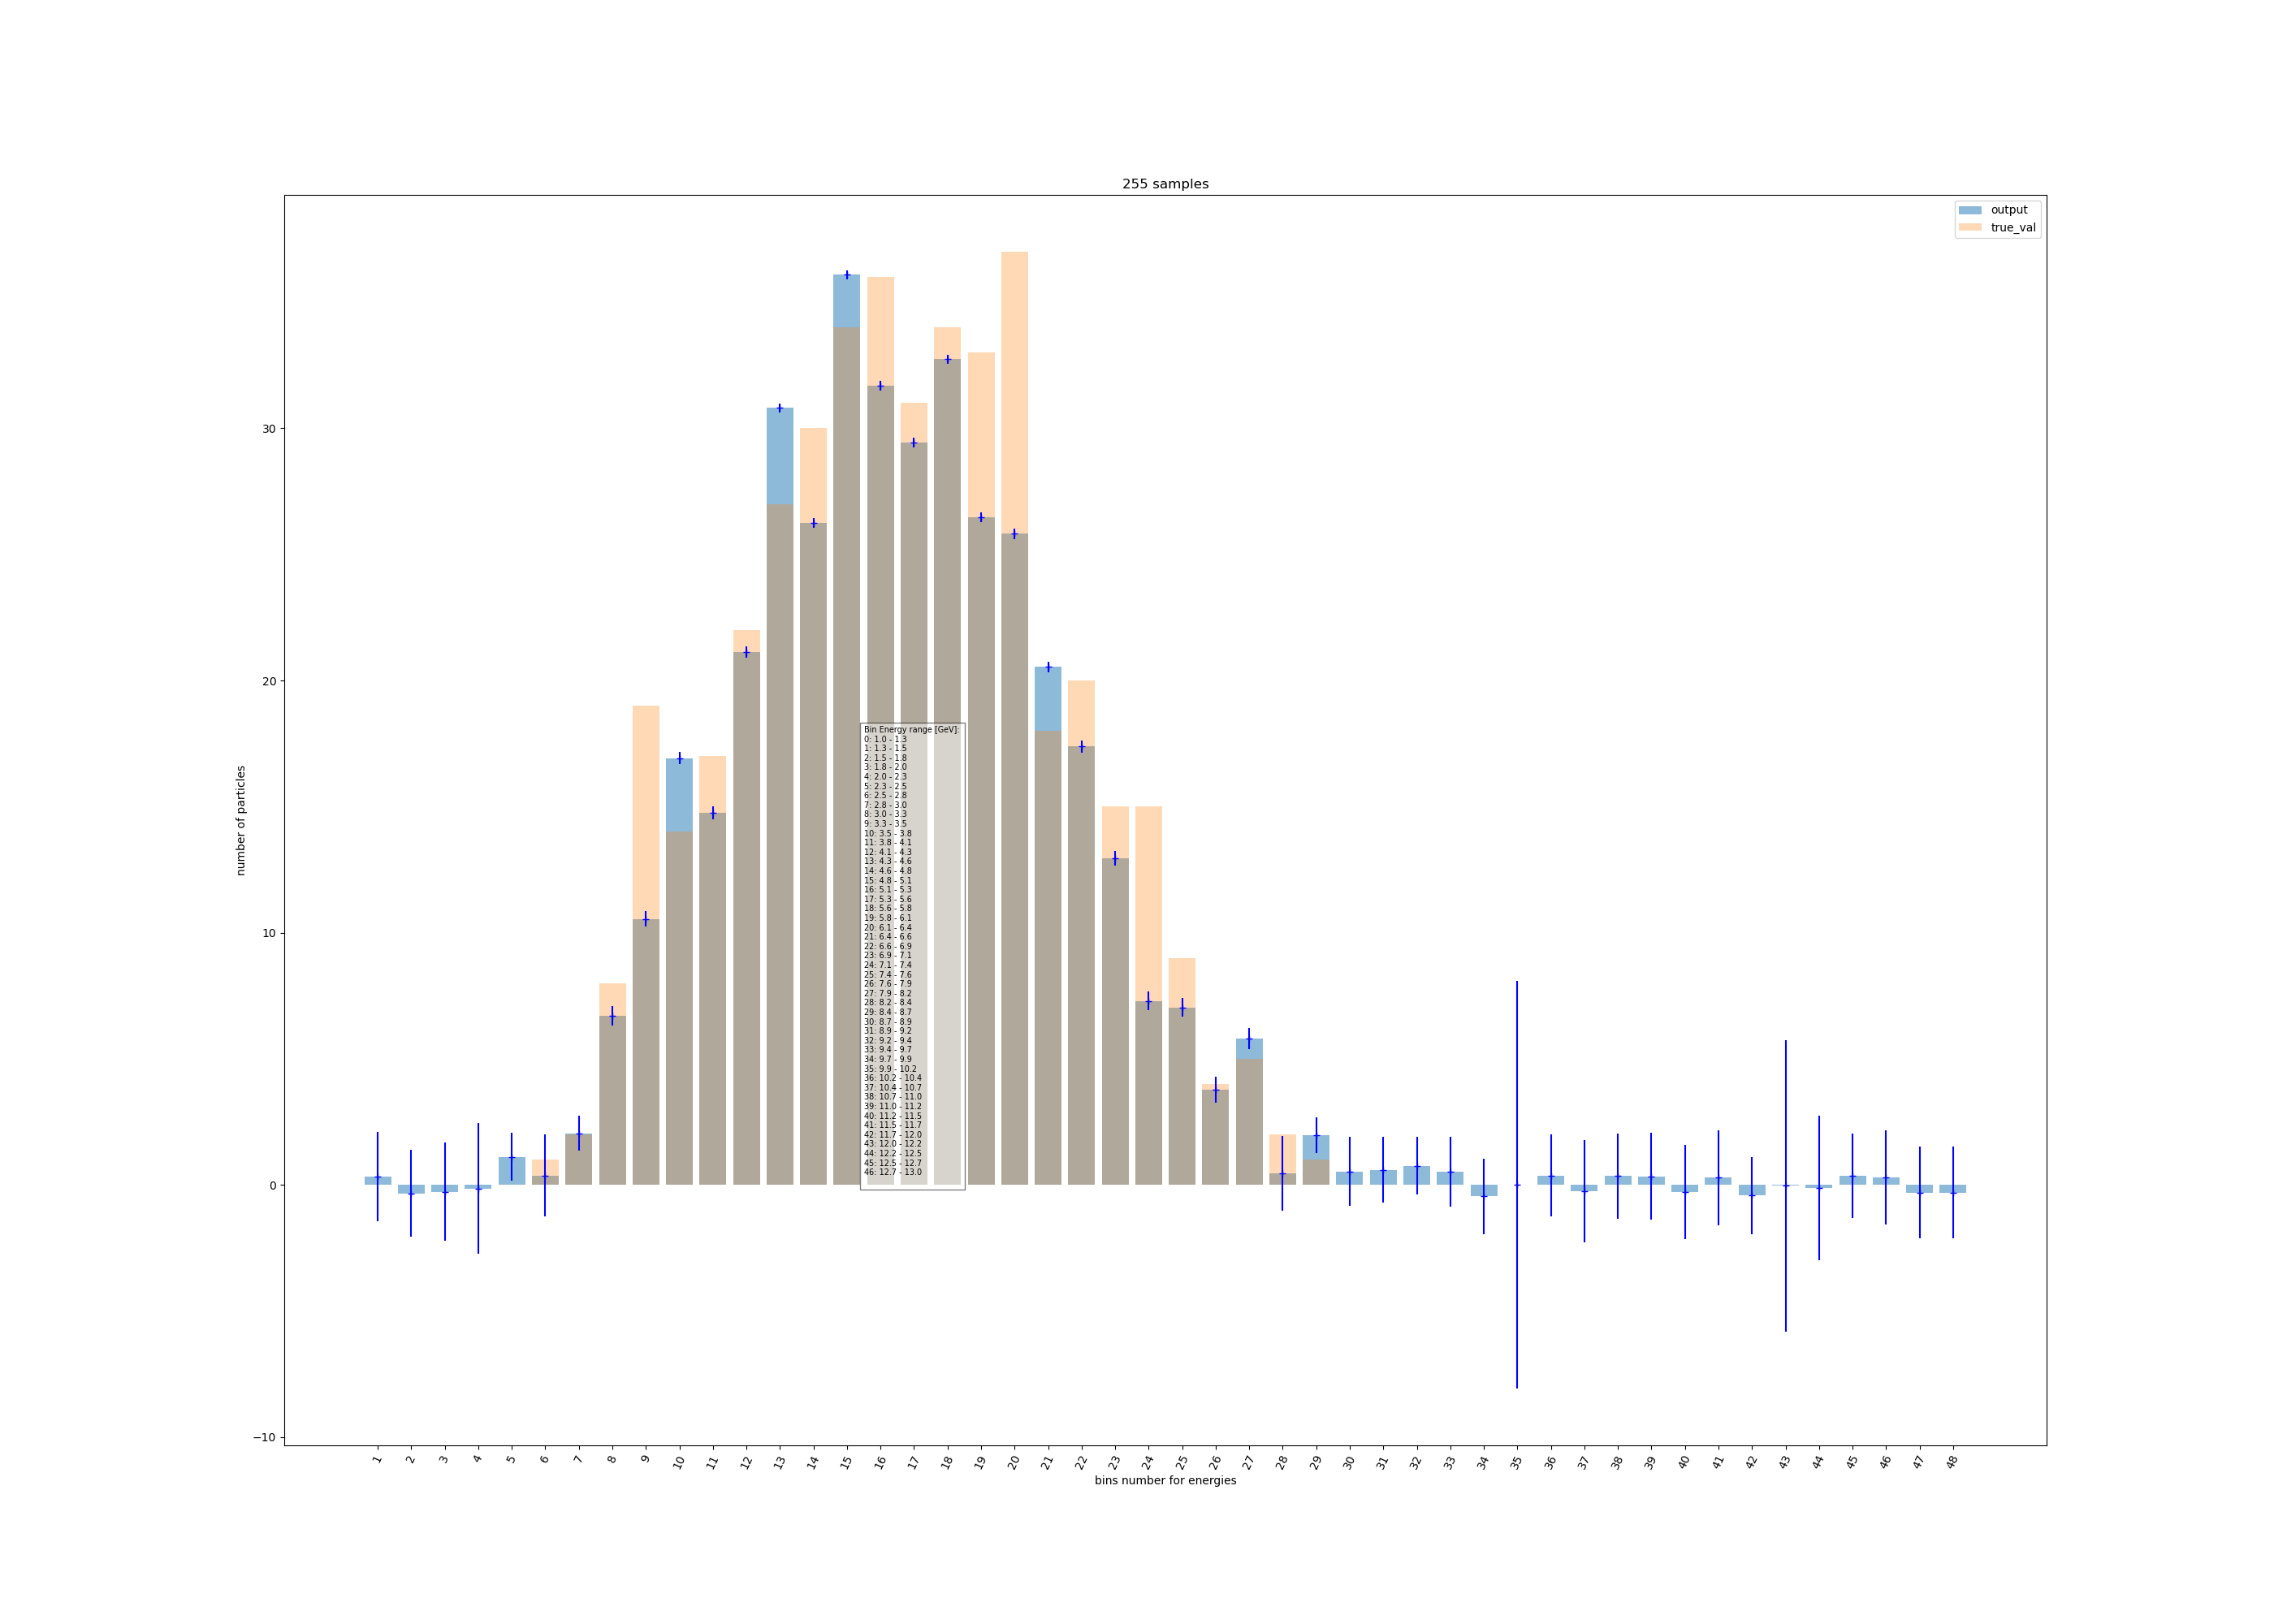 255 samples
output
true_val
30
20
10
0
−10
number of particles
Bin Energy range [GeV]:
0: 1.0 - 1.3
1: 1.3 - 1.5
2: 1.5 - 1.8
3: 1.8 - 2.0
4: 2.0 - 2.3
5: 2.3 - 2.5
6: 2.5 - 2.8
7: 2.8 - 3.0
8: 3.0 - 3.3
9: 3.3 - 3.5
10: 3.5 - 3.8
11: 3.8 - 4.1
12: 4.1 - 4.3
13: 4.3 - 4.6
14: 4.6 - 4.8
15: 4.8 - 5.1
16: 5.1 - 5.3
17: 5.3 - 5.6
18: 5.6 - 5.8
19: 5.8 - 6.1
20: 6.1 - 6.4
21: 6.4 - 6.6
22: 6.6 - 6.9
23: 6.9 - 7.1
24: 7.1 - 7.4
25: 7.4 - 7.6
26: 7.6 - 7.9
27: 7.9 - 8.2
28: 8.2 - 8.4
29: 8.4 - 8.7
30: 8.7 - 8.9
31: 8.9 - 9.2
32: 9.2 - 9.4
33: 9.4 - 9.7
34: 9.7 - 9.9
35: 9.9 - 10.2
36: 10.2 - 10.4
37: 10.4 - 10.7
38: 10.7 - 11.0
39: 11.0 - 11.2
40: 11.2 - 11.5
41: 11.5 - 11.7
42: 11.7 - 12.0
43: 12.0 - 12.2
44: 12.2 - 12.5
45: 12.5 - 12.7
46: 12.7 - 13.0
1 2 3 4 5 6 7 8 9 10 11 12 13 14 15 16 17 18 19 20 21 22 23 24 25 26 27 28 29 30 31 32 33 34 35 36 37 38 39 40 41 42 43 44 45 46 47 48
bins number for energies